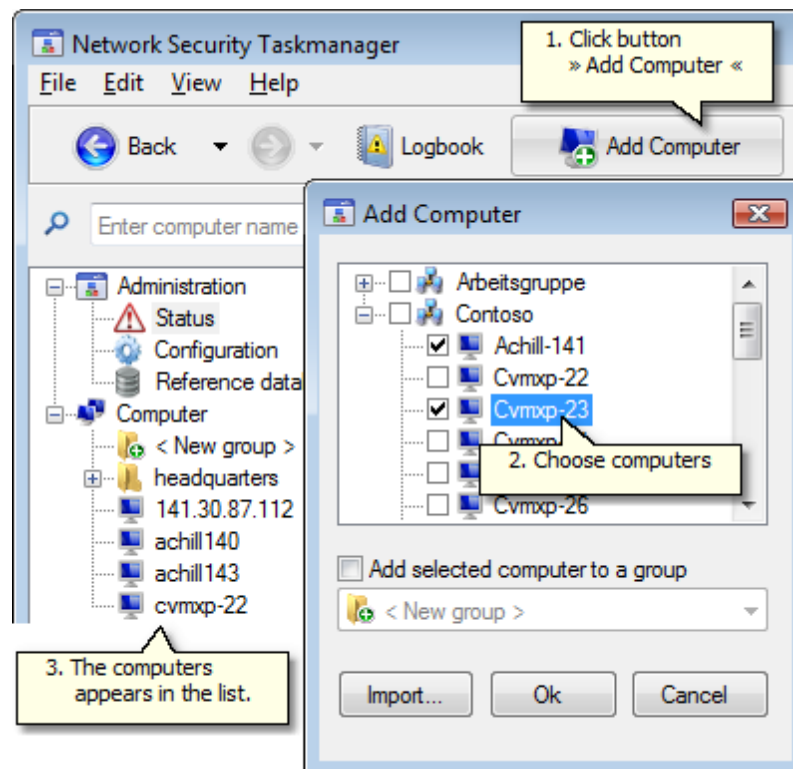 Network Security Taskmanager
1. Click button
» Add Computer «
File Edit View Help
Back Logbook Add Computer
Enter computer name
Administration
Status
Configuration
Reference data
Computer
< New group >
headquarters
141.30.87.112
achill140
achill143
cvmxp-22
3. The computers
appears in the list.
Add Computer
Arbeitsgruppe
Contoso
Achill-141
Cvmxp-22
Cvmxp-23
2. Choose computers
Cvmxp-26
Add selected computer to a group
< New group >
Import... Ok Cancel